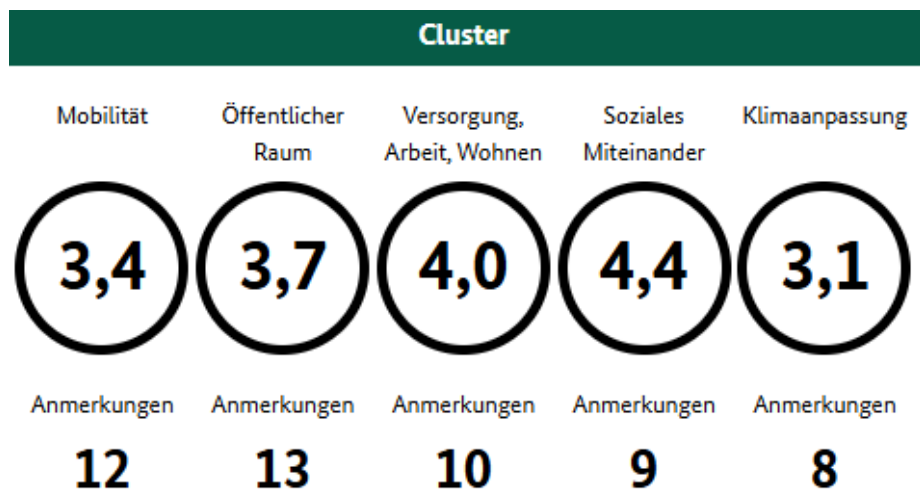 Cluster
Mobilität
Öffentlicher
Raum
Versorgung,
Arbeit, Wohnen
Soziales
Miteinander
Klimaanpassung
3,4
3,7
4,0
4,4
3,1
Anmerkungen
Anmerkungen
Anmerkungen
Anmerkungen
Anmerkungen
12
13
10
9
8